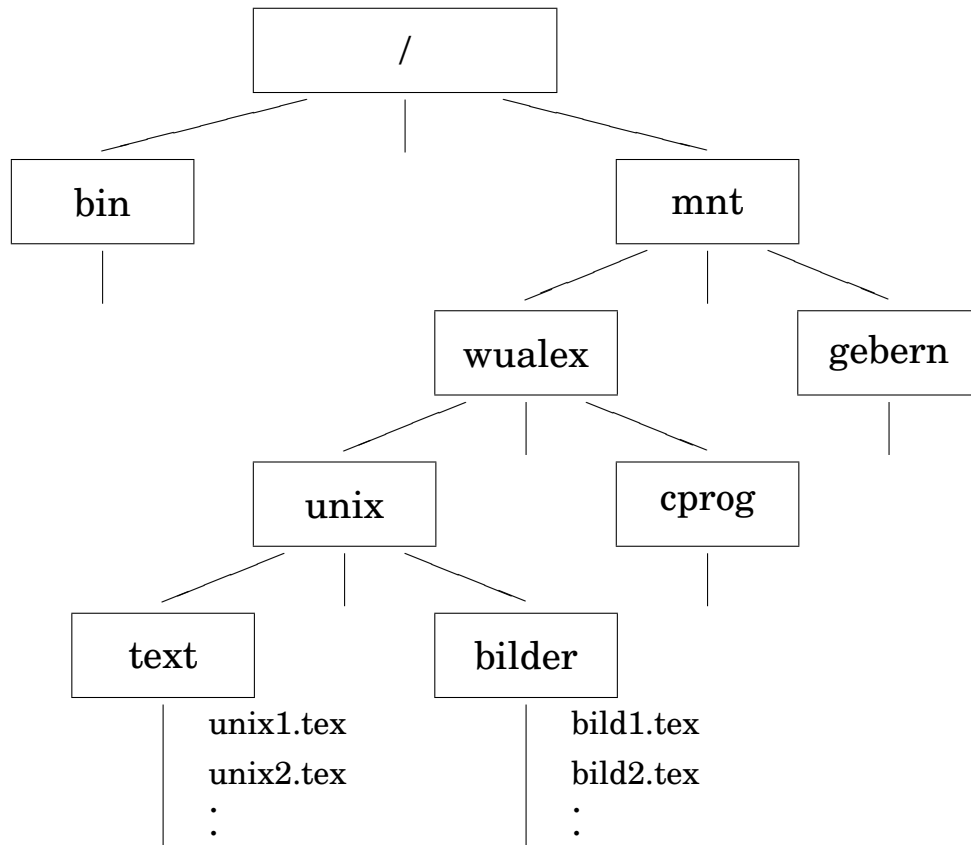 /
bin
mnt
wualex
gebern
unix
cprog
text
bilder
unix1.tex
bild1.tex
unix2.tex
bild2.tex
:
: